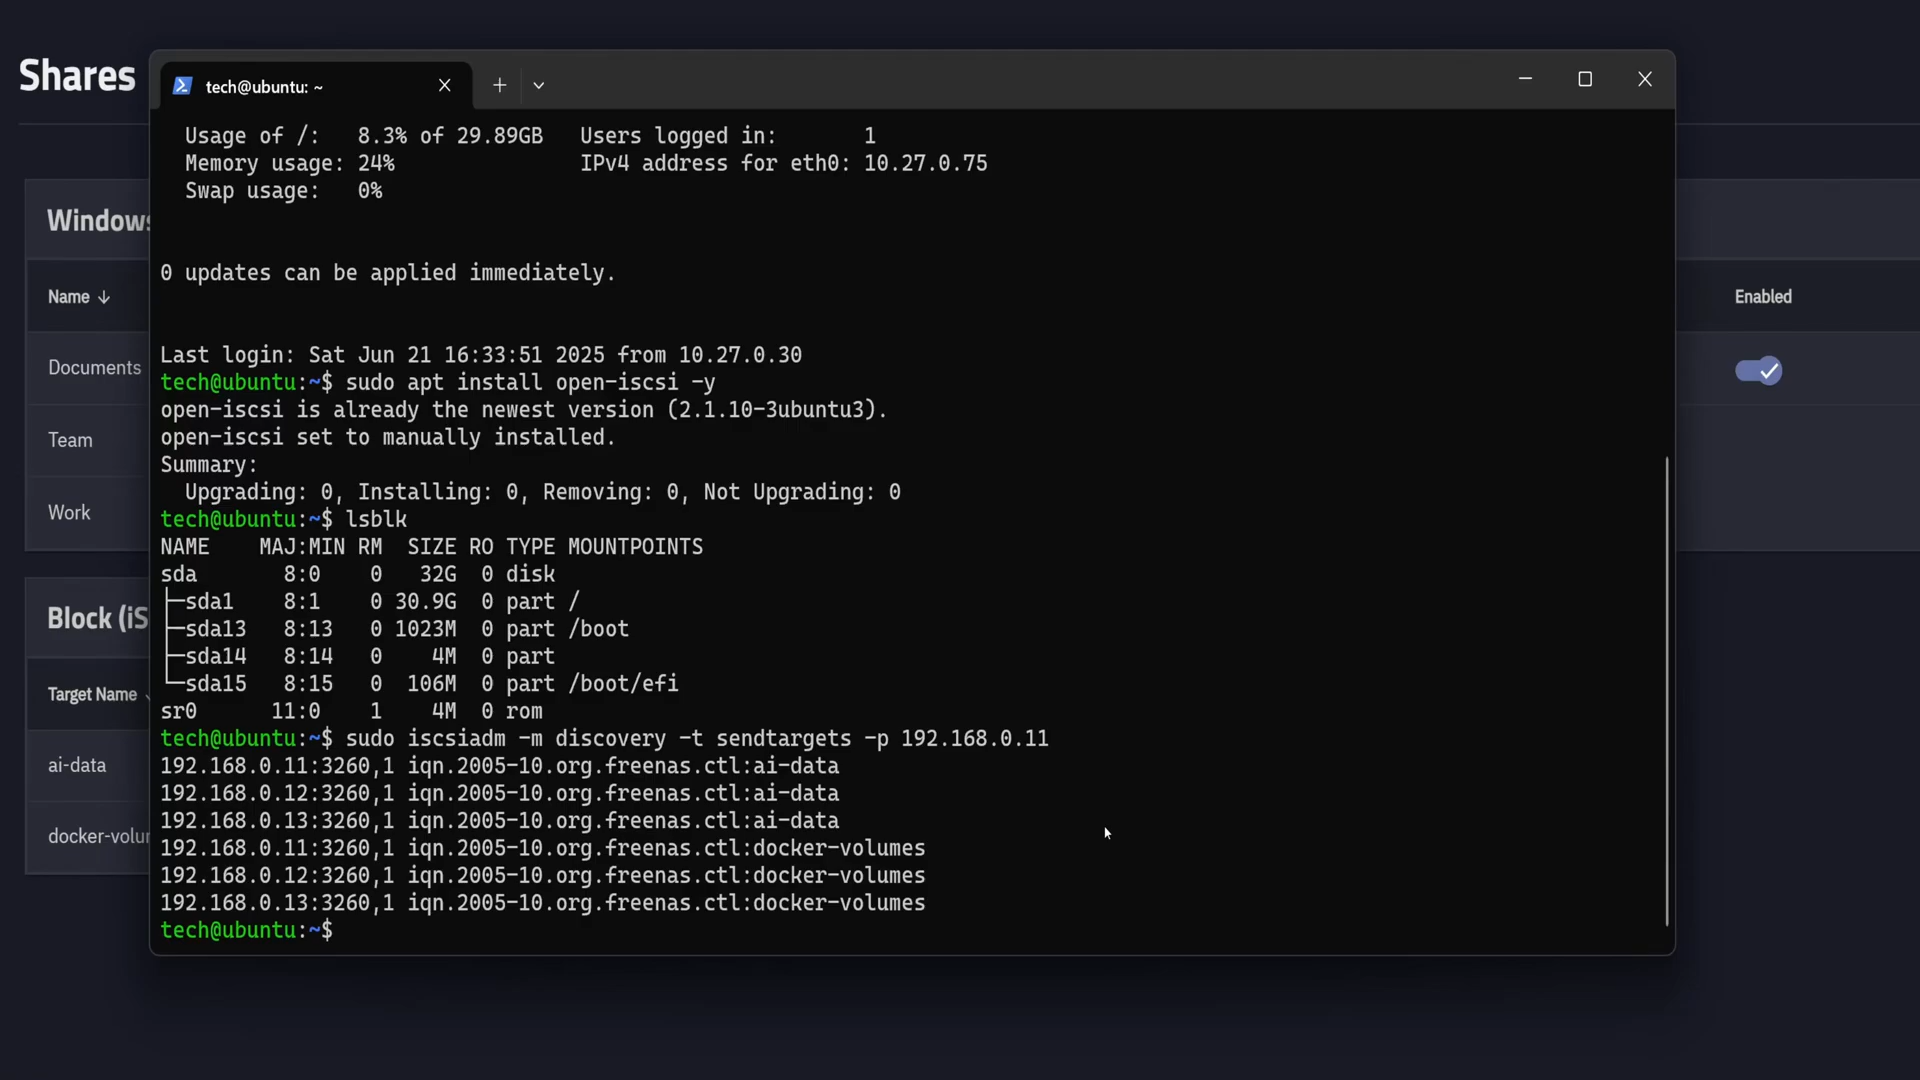 Shares
tech@ubuntu: ~
Usage of /: 8.3% of 29.89GB Users logged in: 1
Memory usage: 24% IPv4 address for eth0: 10.27.0.75
Swap usage: 0%
0 updates can be applied immediately.
Last login: Sat Jun 21 16:33:51 2025 from 10.27.0.30
tech@ubuntu:~$ sudo apt install open-iscsi -y
open-iscsi is already the newest version (2.1.10-3ubuntu3).
open-iscsi set to manually installed.
Summary:
Upgrading: 0, Installing: 0, Removing: 0, Not Upgrading: 0
tech@ubuntu:~$ lsblk
NAME MAJ:MIN RM SIZE RO TYPE MOUNTPOINTS
sda 8:0 0 32G 0 disk
├─sda1 8:1 0 30.9G 0 part /
├─sda13 8:13 0 1023M 0 part /boot
├─sda14 8:14 0 4M 0 part
└─sda15 8:15 0 106M 0 part /boot/efi
sr0 11:0 1 4M 0 rom
tech@ubuntu:~$ sudo iscsiadm -m discovery -t sendtargets -p 192.168.0.11
192.168.0.11:3260,1 iqn.2005-10.org.freenas.ctl:ai-data
192.168.0.12:3260,1 iqn.2005-10.org.freenas.ctl:ai-data
192.168.0.13:3260,1 iqn.2005-10.org.freenas.ctl:ai-data
192.168.0.11:3260,1 iqn.2005-10.org.freenas.ctl:docker-volumes
192.168.0.12:3260,1 iqn.2005-10.org.freenas.ctl:docker-volumes
192.168.0.13:3260,1 iqn.2005-10.org.freenas.ctl:docker-volumes
tech@ubuntu:~$
Windows
Name ↓
Enabled
Documents
Team
Work
Block (iS
Target Name
ai-data
docker-volu